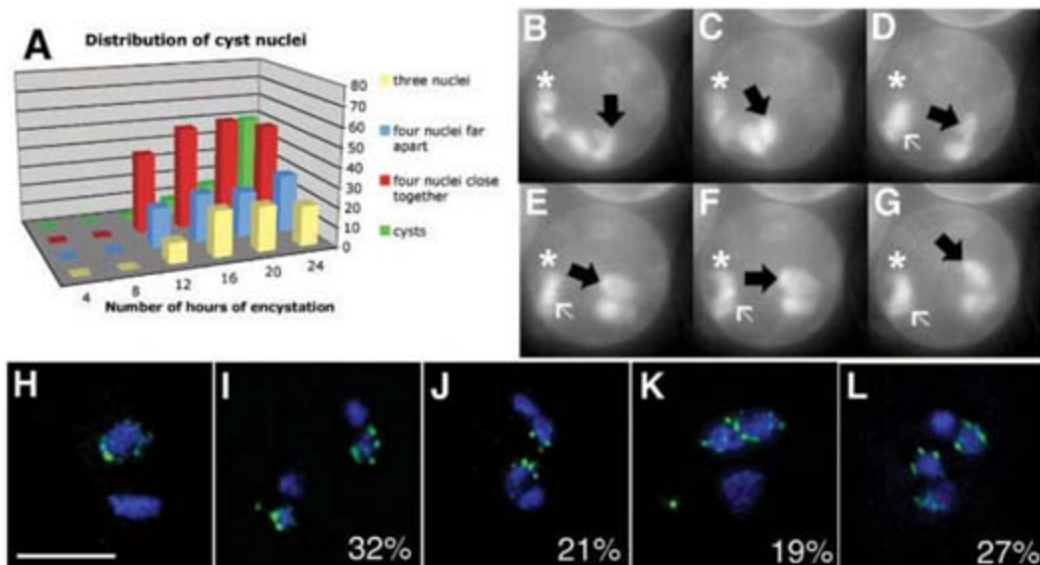 A
Distribution of cyst nuclei
80
70
60
50
40
30
20
10
0
4
8
12
16
20
24
Number of hours of encystation
three nuclei
four nuclei far
apart
four nuclei close
together
cysts
B
C
D
*
*
*
E
F
G
*
*
*
H
I
J
K
L
32%
21%
19%
27%